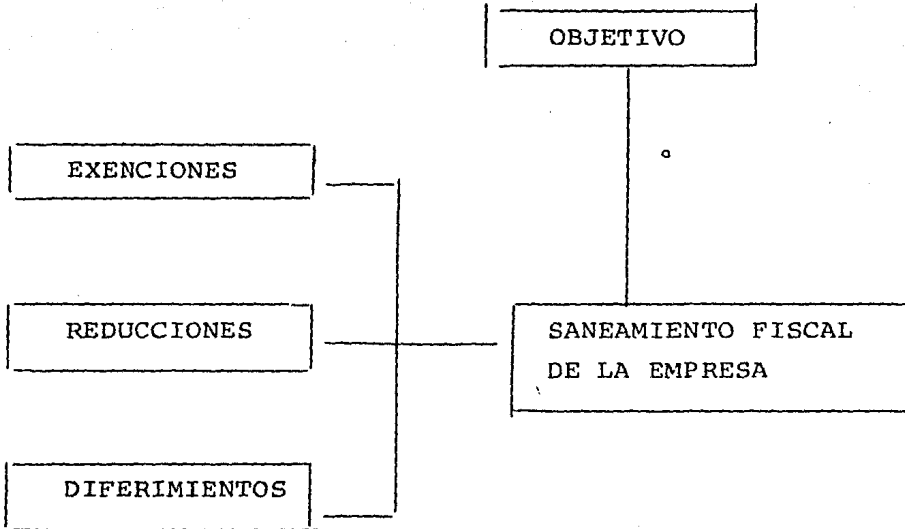 OBJETIVO
EXENCIONES
REDUCCIONES
SANEAMIENTO FISCAL
DE LA EMPRESA
DIFERIMIENTOS